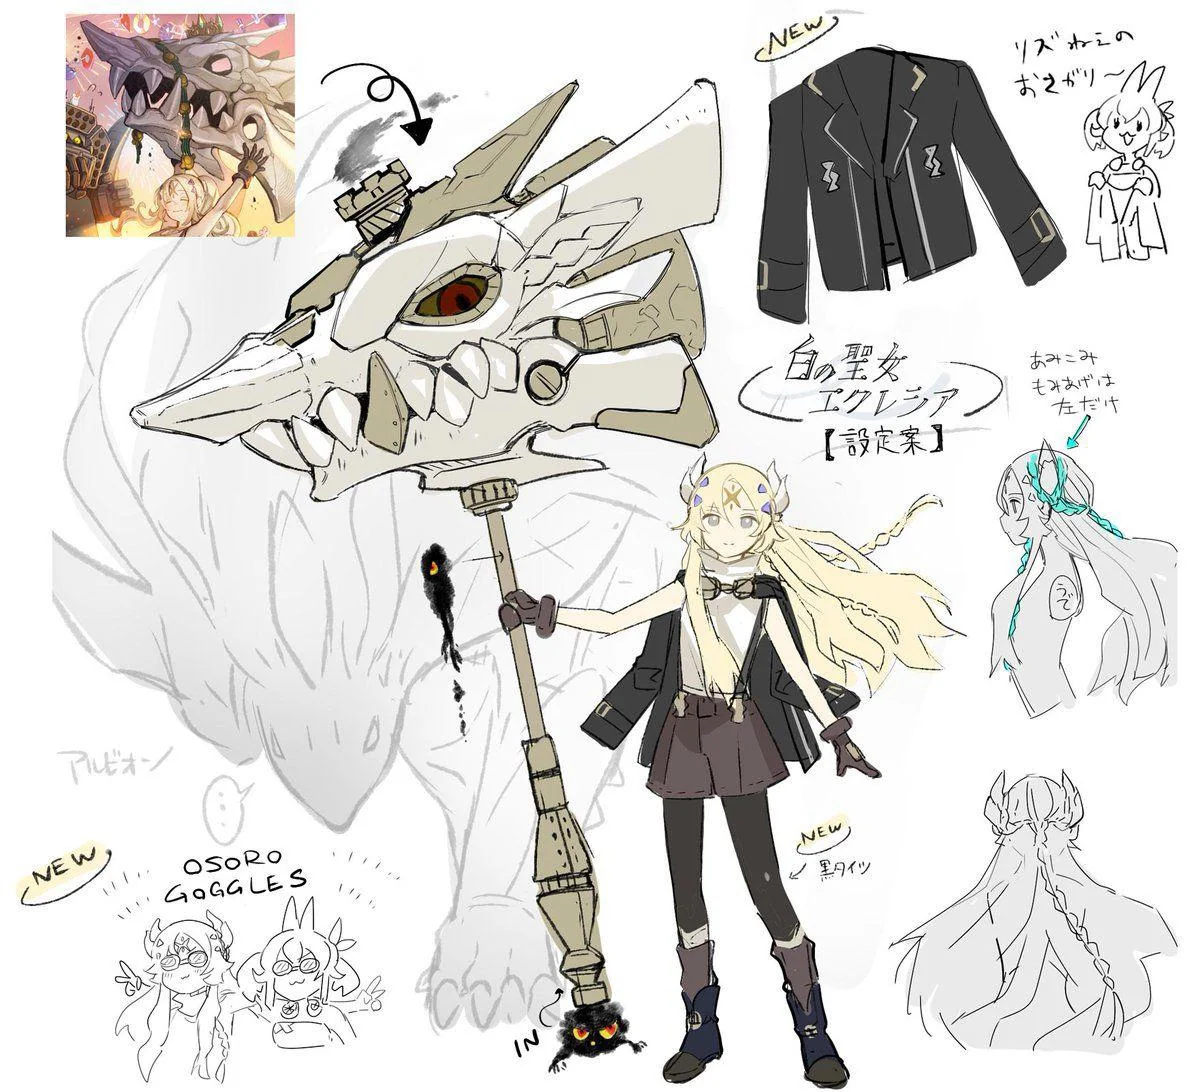 NEW
リズねえの
おさがり〜
白の聖女
エクレシア
【設定案】
あみこみ
もみあげは
左だけ
うで
アルビオン
...
NEW
OSORO
GOGGLES
NEW
黒タイツ
IN